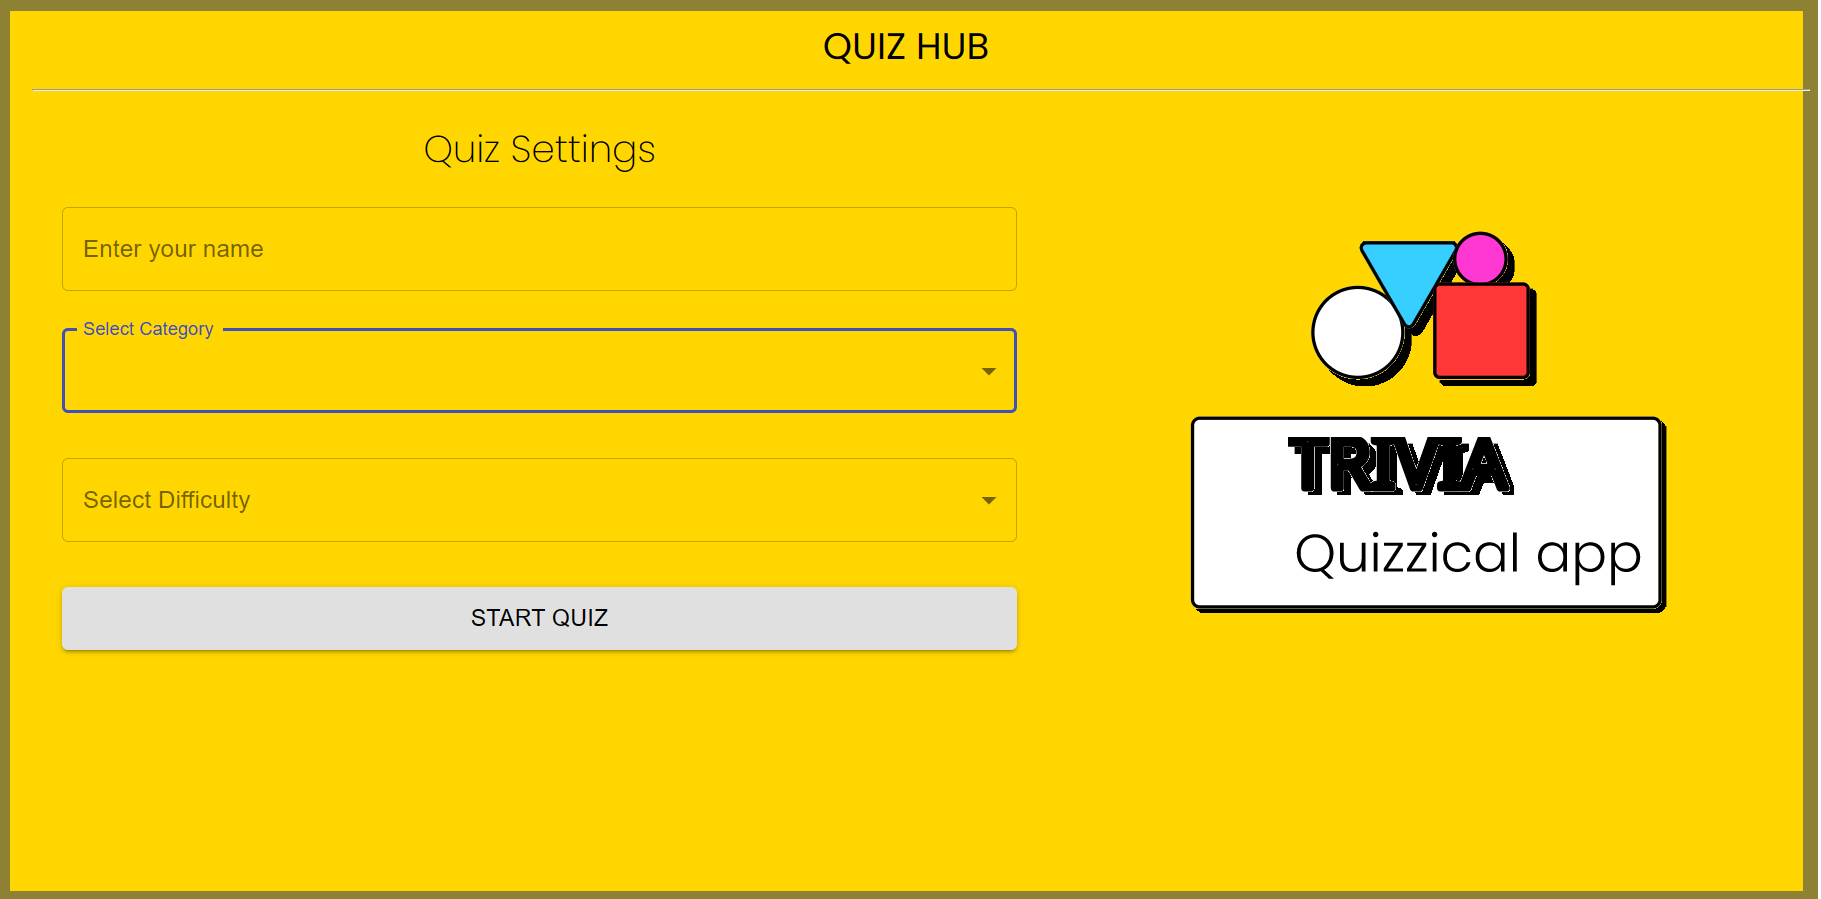 QUIZ HUB
Quiz Settings
Enter your name
Select Category
Select Difficulty
START QUIZ
TRIVIA
Quizzical app